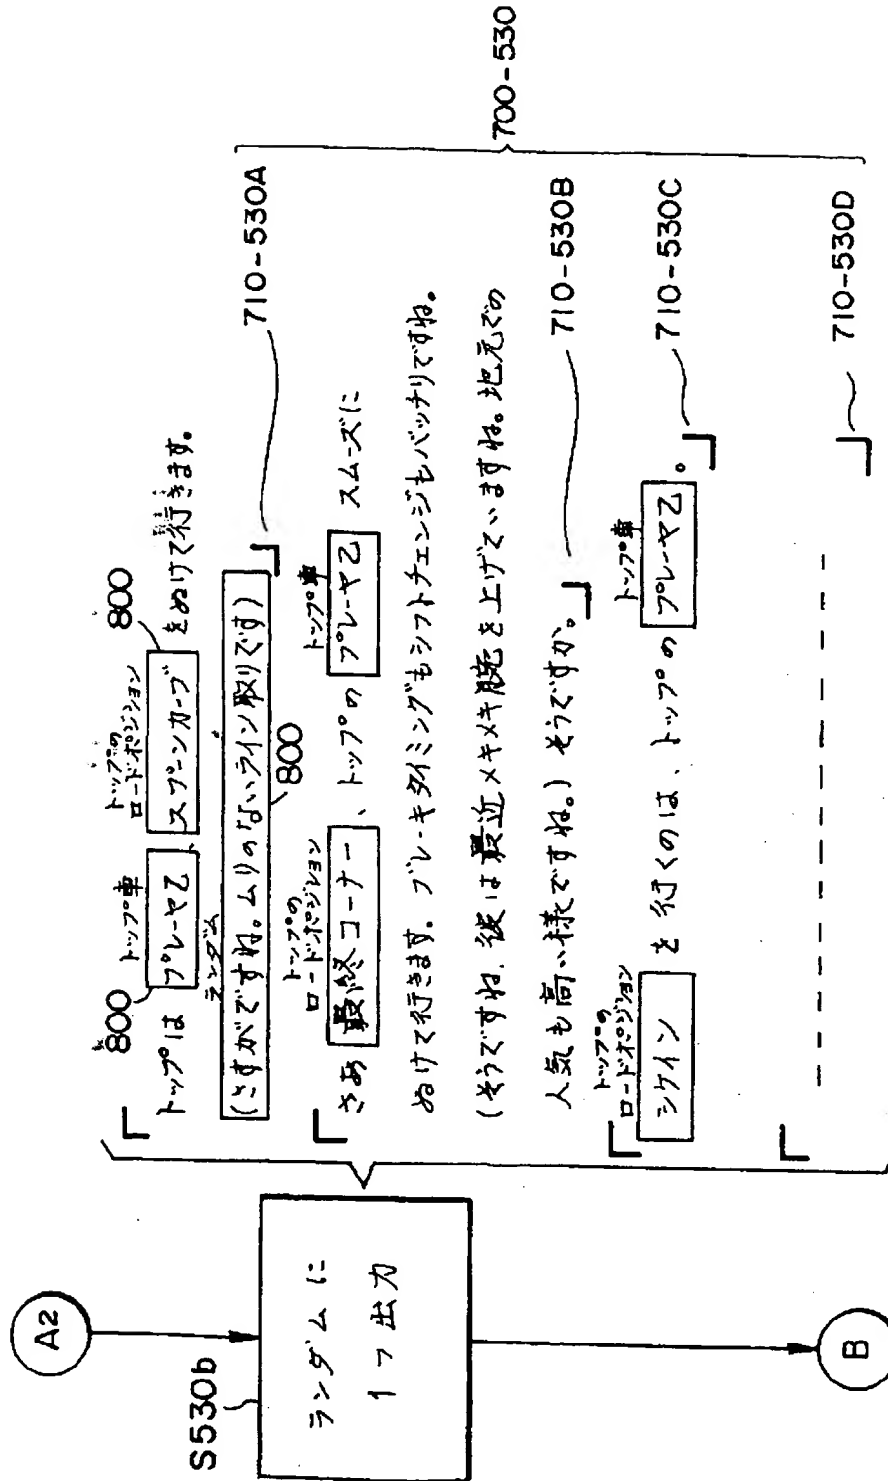 A2
S530b
ランダムに
1つ出力
B
800
800
トップ車
トップの
ロードポジション
トップは プレーヤZ、スプーンカーブ をぬけて行きます。
ランダム
(さすがですね。ムリのないライン取りです)
800
710-530A
トップの
ロードポジション
トップ車
さあ 最終コーナー、トップの プレーヤZ スムーズに
ぬけて行きます。ブレーキタイミングもシフトチェンジもバッチリですね。
(そうですね、彼は最近メキメキ腕を上げていますね。地元での
人気も高い様ですね。) そうですか。
710-530B
トップの
ロードポジション
トップ車
シケイン を行くのは、トップの プレーヤZ。
710-530C
710-530D
700-530